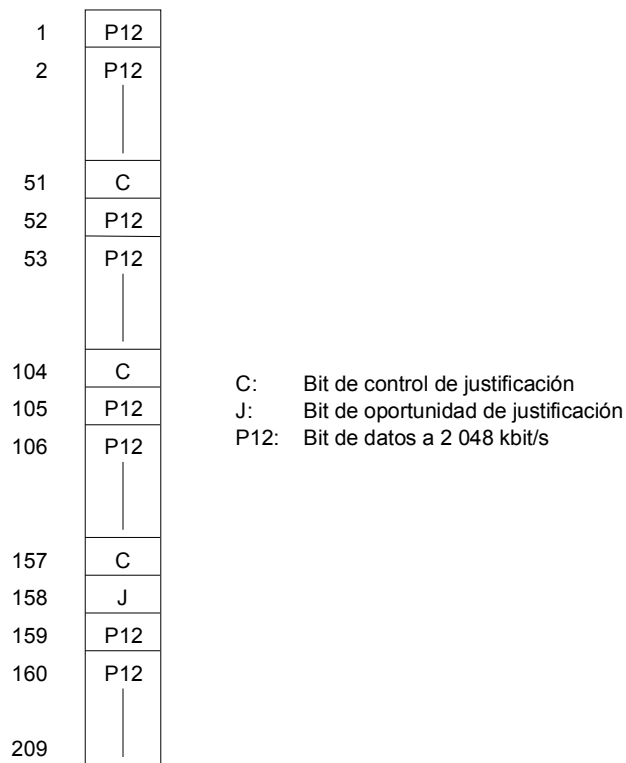 1 P12
2 P12
51 C
52 P12
53 P12
104 C
105 P12
106 P12
157 C
158 J
159 P12
160 P12
209
C: Bit de control de justificación
J: Bit de oportunidad de justificación
P12: Bit de datos a 2 048 kbit/s